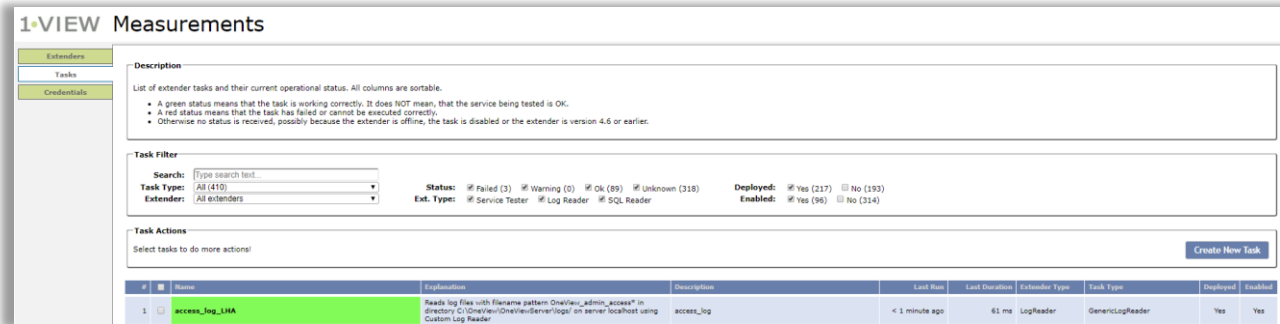 1·VIEW Measurements
Extenders
Tasks
Credentials
Description
List of extender tasks and their current operational status. All columns are sortable.
• A green status means that the task is working correctly. It does NOT mean, that the service being tested is OK.
• A red status means that the task has failed or cannot be executed correctly.
• Otherwise no status is received, possibly because the extender is offline, the task is disabled or the extender is version 4.6 or earlier.
Task Filter
Search: Type search text...
Task Type: All (410) Status: Failed (3) Warning (0) Ok (89) Unknown (318) Deployed: Yes (217) No (193)
Extender: All extenders Ext. Type: Service Tester Log Reader SQL Reader Enabled: Yes (96) No (314)
Task Actions
Select tasks to do more actions!
Create New Task
# Name Explanation Description Last Run Last Duration Extender Type Task Type Deployed Enabled
Reads log files with filename pattern OneView_admin_access* in
1 access_log_LHA directory C:\OneView\OneViewServer\logs/ on server localhost using access_log < 1 minute ago 61 ms LogReader GenericLogReader Yes Yes
Custom Log Reader